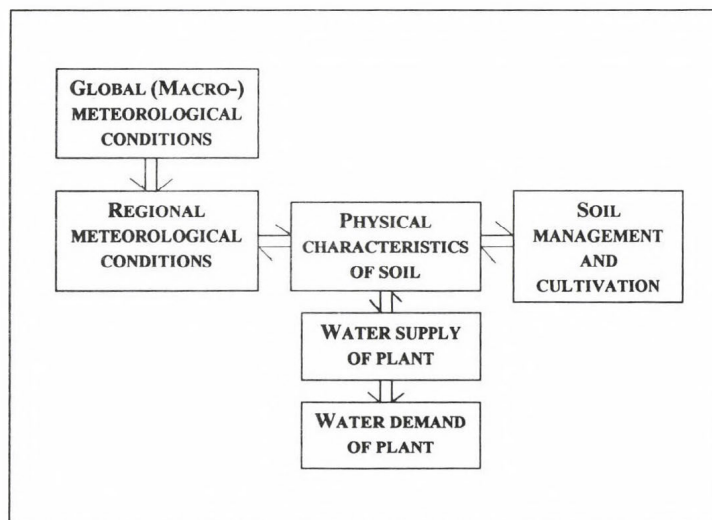 GLOBAL (MACRO-)
METEOROLOGICAL
CONDITIONS
REGIONAL
METEOROLOGICAL
CONDITIONS
PHYSICAL
CHARACTERISTICS
OF SOIL
SOIL
MANAGEMENT
AND
CULTIVATION
WATER SUPPLY
OF PLANT
WATER DEMAND
OF PLANT